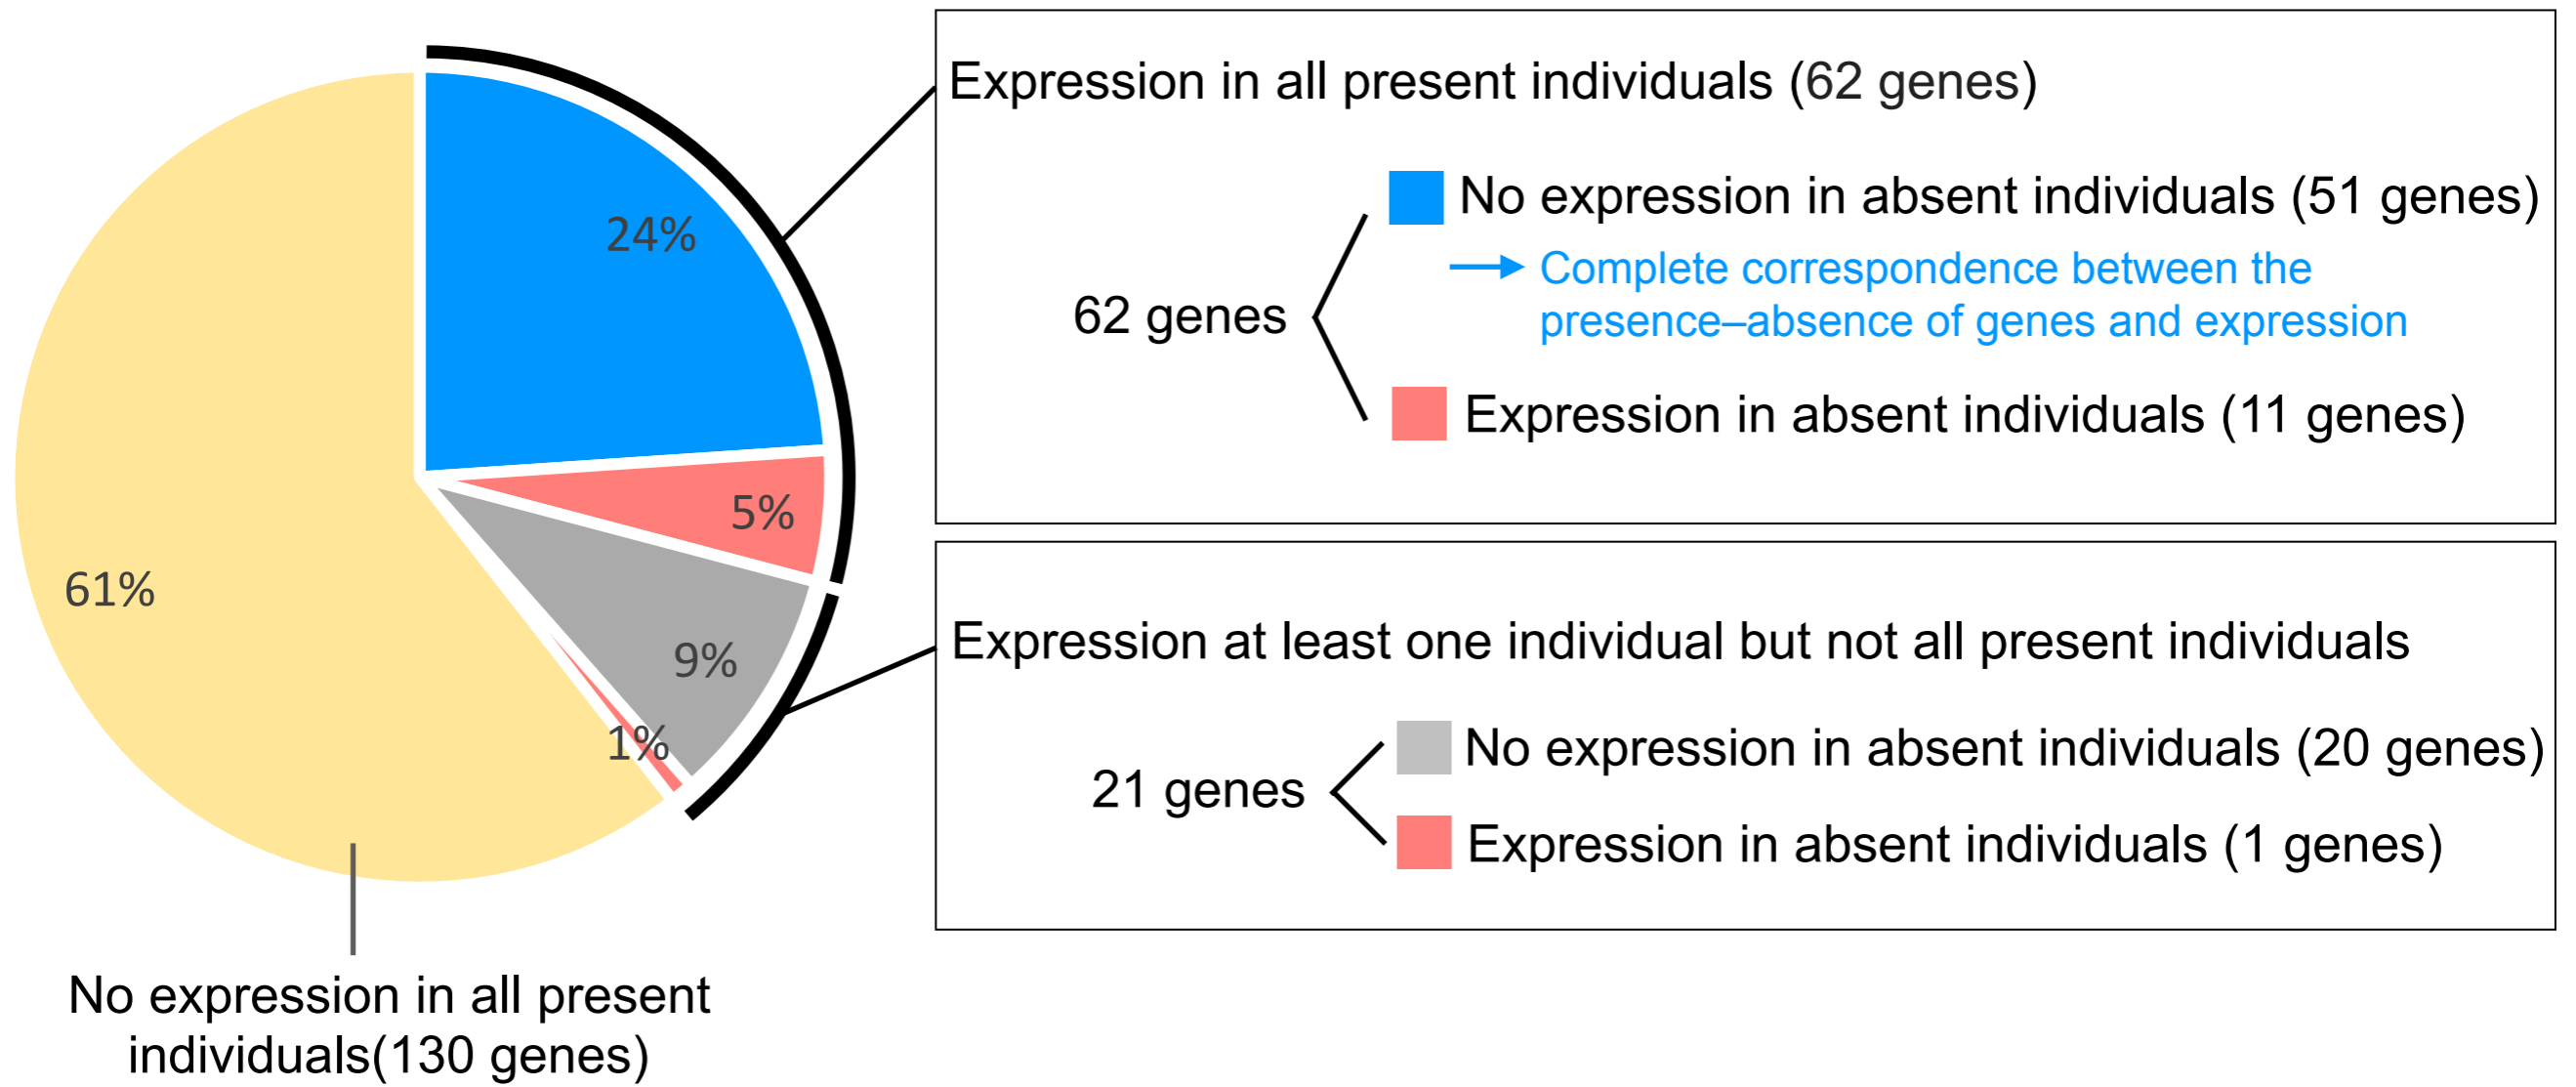 24%
5%
9%
1%
61%
No expression in all present
individuals(130 genes)
Expression in all present individuals (62 genes)
62 genes
No expression in absent individuals (51 genes)
Complete correspondence between the
presence–absence of genes and expression
Expression in absent individuals (11 genes)
Expression at least one individual but not all present individuals
21 genes
No expression in absent individuals (20 genes)
Expression in absent individuals (1 genes)